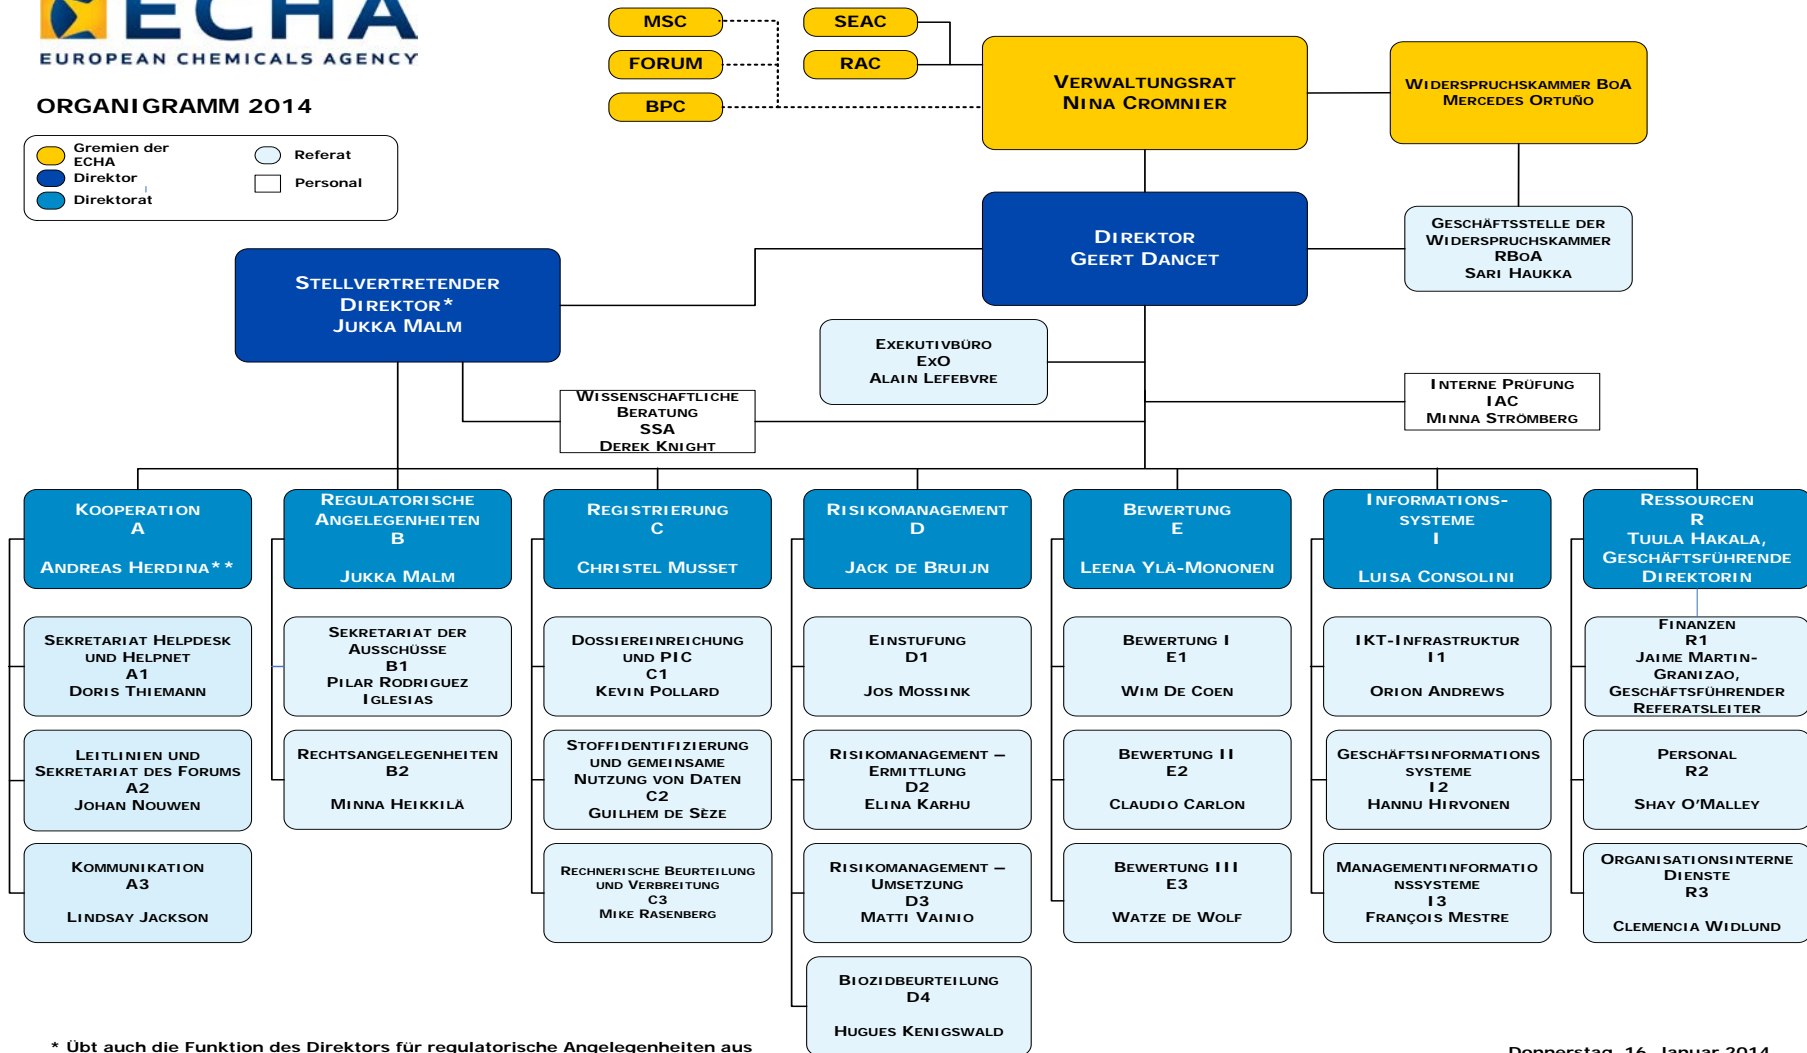 ECHA
EUROPEAN CHEMICALS AGENCY
ORGANIGRAMM 2014
Gremien der
ECHA
Direktor
Direktorat
Referat
Personal
MSC
FORUM
BPC
SEAC
RAC
VERWALTUNGSRAT
NINA CROMNIER
WIDERSPRUCHSKAMMER BOA
MERCEDES ORTUÑO
DIREKTOR
GEERT DANCET
GESCHÄFTSSTELLE DER
WIDERSPRUCHSKAMMER
RBOA
SARI HAUKKA
STELLVERTRETENDER
DIREKTOR*
JUKKA MALM
EXEKUTIVBÜRO
EXO
ALAIN LEFEBVRE
INTERNE PRÜFUNG
IAC
MINNA STRÖMBERG
WISSENSCHAFTLICHE
BERATUNG
SSA
DEREK KNIGHT
KOOPERATION
A
ANDREAS HERDINA**
REGULATORISCHE
ANGELEGENHEITEN
B
JUKKA MALM
REGISTRIERUNG
C
CHRISTEL MUSSET
RISIKOMANAGEMENT
D
JACK DE BRUIJN
BEWERTUNG
E
LEENA YLÄ-MONONEN
INFORMATIONS-
SYSTEME
I
LUISA CONSOLINI
RESSOURCEN
R
TUULA HAKALA,
GESCHÄFTSFÜHRENDE
DIREKTORIN
SEKRETARIAT HELPDESK
UND HELPNET
A1
DORIS THIEMANN
SEKRETARIAT DER
AUSSCHÜSSE
B1
PILAR RODRIGUEZ
IGLESIAS
DOSSIEREINREICHUNG
UND PIC
C1
KEVIN POLLARD
EINSTUFUNG
D1
JOS MOSSINK
BEWERTUNG I
E1
WIM DE COEN
IKT-INFRASTRUKTUR
I1
ORION ANDREWS
FINANZEN
R1
JAIME MARTIN-
GRANIZAO,
GESCHÄFTSFÜHRENDER
REFERATSLEITER
LEITLINIEN UND
SEKRETARIAT DES FORUMS
A2
JOHAN NOUWEN
RECHTSANGELEGENHEITEN
B2
MINNA HEIKKILÄ
STOFFIDENTIFIZIERUNG
UND GEMEINSAME
NUTZUNG VON DATEN
C2
GUILHEM DE SÈZE
RISIKOMANAGEMENT –
ERMITTLUNG
D2
ELINA KARHU
BEWERTUNG II
E2
CLAUDIO CARLON
GESCHÄFTSINFORMATIONS
SYSTEME
I2
HANNU HIRVONEN
PERSONAL
R2
SHAY O'MALLEY
KOMMUNIKATION
A3
LINDSAY JACKSON
RECHNERISCHE BEURTEILUNG
UND VERBREITUNG
C3
MIKE RASENBERG
RISIKOMANAGEMENT –
UMSETZUNG
D3
MATTI VAINIO
BEWERTUNG III
E3
WATZE DE WOLF
MANAGEMENTINFORMATIO
NSSYSTEME
I3
FRANÇOIS MESTRE
ORGANISATIONSINTERNE
DIENSTE
R3
CLEMENCIA WIDLUND
BIOZIDBEURTEILUNG
D4
HUGUES KENIGSWALD
* Übt auch die Funktion des Direktors für regulatorische Angelegenheiten aus
Donnerstag, 16. Januar 2014